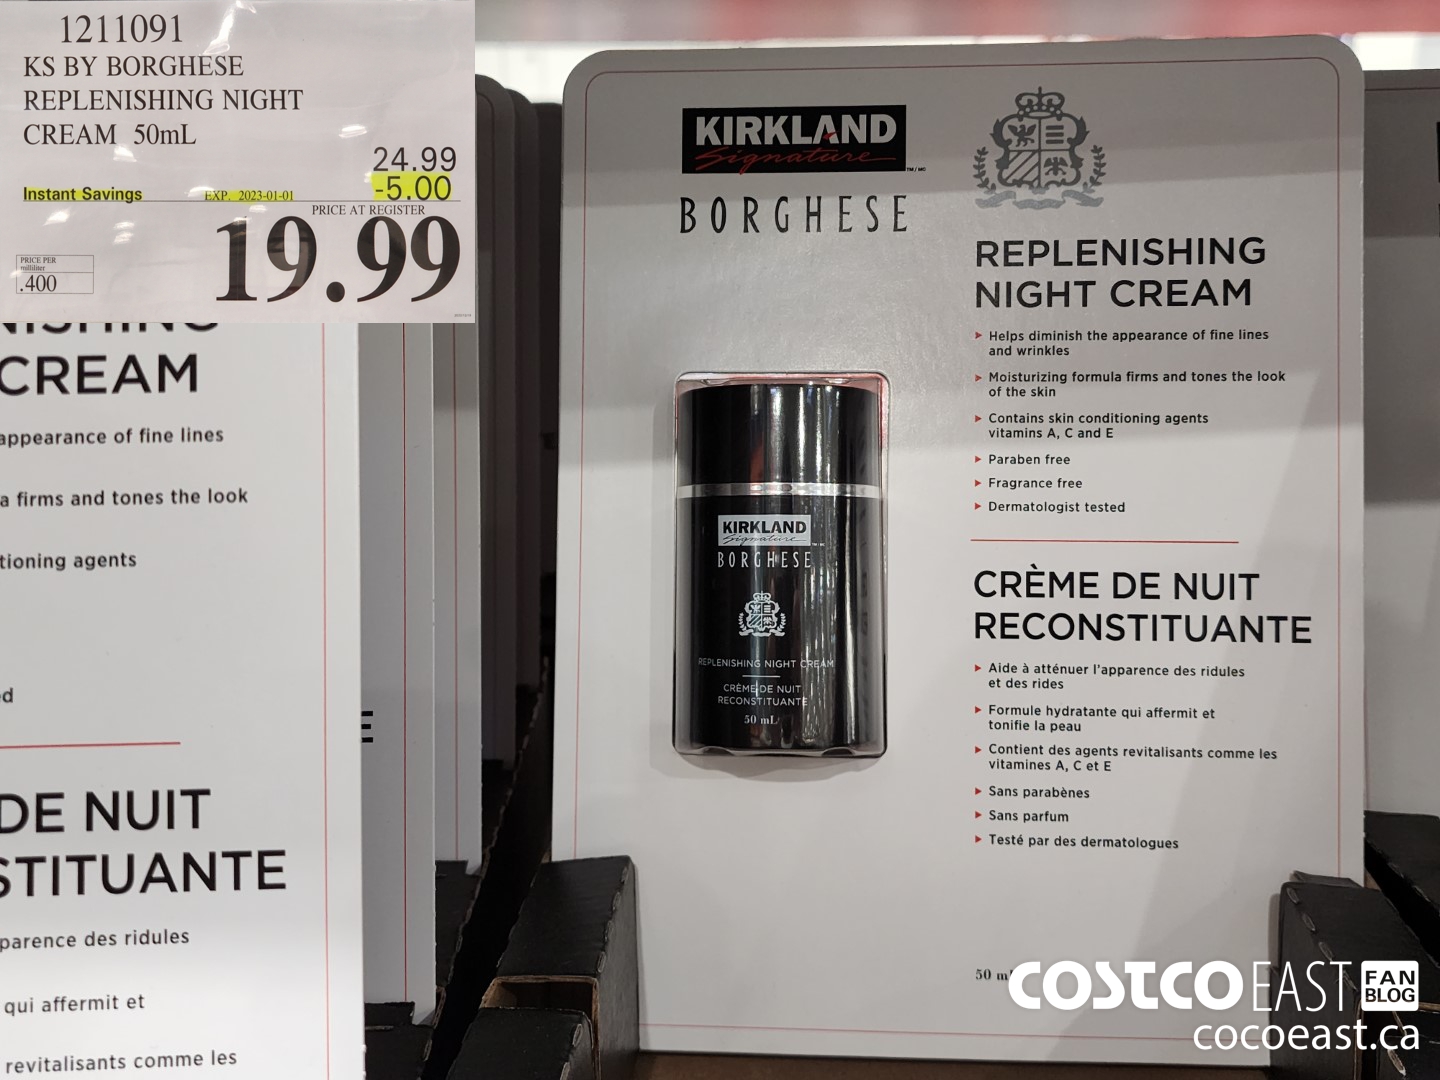 1211091
KS BY BORGHESE
REPLENISHING NIGHT
CREAM 50mL
24.99
Instant Savings EXP. 2023-01-01 -5.00
PRICE AT REGISTER
19.99
PRICE PER
milliliter
.400
CREAM
appearance of fine lines
a firms and tones the look
tioning agents
DE NUIT
STITUANTE
parence des ridules
qui affermit et
revitalisants comme les
KIRKLAND
Signature TM/MC
BORGHESE
REPLENISHING
NIGHT CREAM
Helps diminish the appearance of fine lines
and wrinkles
Moisturizing formula firms and tones the look
of the skin
Contains skin conditioning agents
vitamins A, C and E
Paraben free
Fragrance free
Dermatologist tested
CRÈME DE NUIT
RECONSTITUANTE
Aide à atténuer l'apparence des ridules
et des rides
Formule hydratante qui affermit et
tonifie la peau
Contient des agents revitalisants comme les
vitamines A, C et E
Sans parabènes
Sans parfum
Testé par des dermatologues
50 m
KIRKLAND
Signature TM/MC
BORGHESE
REPLENISHING NIGHT CREAM
CRÈME DE NUIT
RECONSTITUANTE
50 mL
COSTCO EAST FAN BLOG
cocoeast.ca